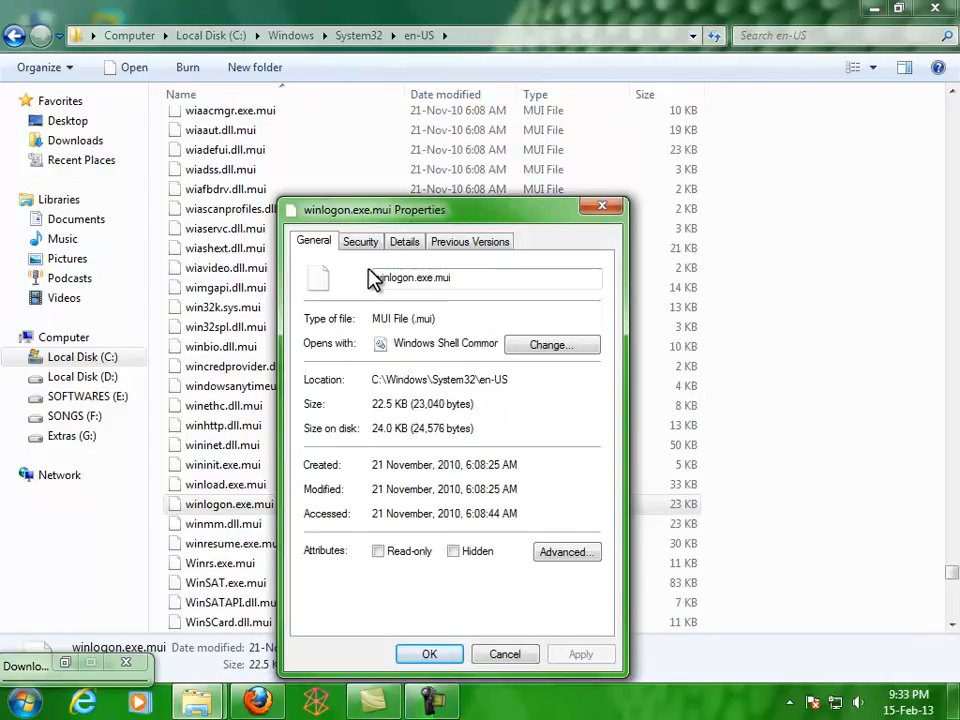 Computer Local Disk (C:) Windows System32 en-US Search en-US
Organize Open Burn New folder
Name Date modified Type Size
Favorites
Desktop
Downloads
Recent Places
Libraries
Documents
Music
Pictures
Podcasts
Videos
Computer
Local Disk (C:)
Local Disk (D:)
SOFTWARES (E:)
SONGS (F:)
Extras (G:)
Network
wiaacmgr.exe.mui 21-Nov-10 6:08 AM MUI File 10 KB
wiaaut.dll.mui 21-Nov-10 6:08 AM MUI File 19 KB
wiadefui.dll.mui 21-Nov-10 6:08 AM MUI File 23 KB
wiadss.dll.mui 21-Nov-10 6:08 AM MUI File 3 KB
wiafbdrv.dll.mui 21-Nov-10 6:08 AM MUI File 2 KB
wiascanprofiles.dl 2 KB
wiaservc.dll.mui 3 KB
wiashext.dll.mui 21 KB
wiavideo.dll.mui 4 KB
wimgapi.dll.mui 14 KB
win32k.sys.mui 13 KB
win32spl.dll.mui 3 KB
winbio.dll.mui 4 KB
wincredprovider.d 2 KB
windowsanytimeu 4 KB
winethc.dll.mui 8 KB
winhttp.dll.mui 14 KB
wininet.dll.mui 50 KB
wininit.exe.mui 5 KB
winload.exe.mui 33 KB
winlogon.exe.mui 23 KB
winmm.dll.mui 23 KB
winresume.exe.mu 30 KB
Winrs.exe.mui 11 KB
WinSAT.exe.mui 83 KB
WinSATAPI.dll.mu 7 KB
WinSCard.dll.mui 11 KB
winlogon.exe.mui Properties
General Security Details Previous Versions
winlogon.exe.mui
Type of file: MUI File (.mui)
Opens with: Windows Shell Commor Change...
Location: C:\Windows\System32\en-US
Size: 22.5 KB (23,040 bytes)
Size on disk: 24.0 KB (24,576 bytes)
Created: 21 November, 2010, 6:08:25 AM
Modified: 21 November, 2010, 6:08:25 AM
Accessed: 21 November, 2010, 6:08:44 AM
Attributes: Read-only Hidden Advanced...
OK Cancel Apply
winlogon.exe.mui Date modified: 21-N
Size: 22.5
Downlo...
9:33 PM
15-Feb-13